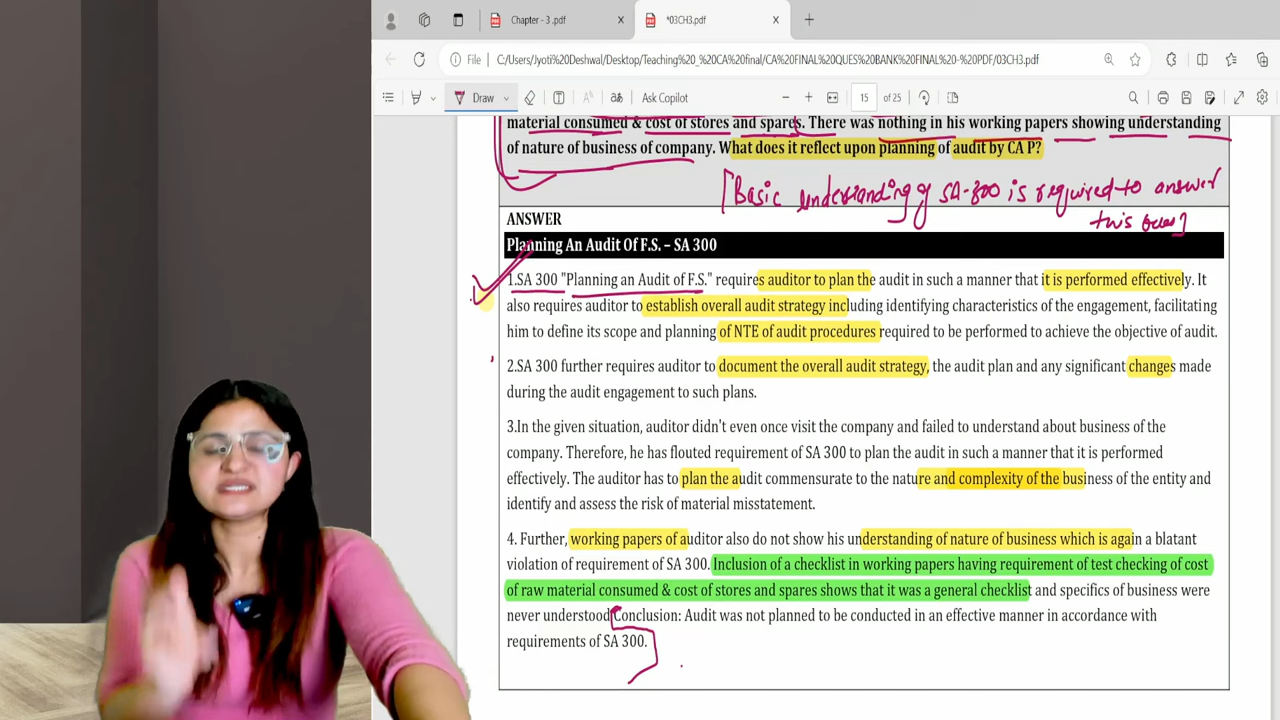 Chapter - 3 .pdf
*03CH3.pdf
File
C:/Users/Jyoti%20Deshwal/Desktop/Teaching%20_%20CA%20final/CA%20FINAL%20QUES%20BANK%20FINAL%20-%20PDF/03CH3.pdf
Draw
Ask Copilot
15 of 25
material consumed & cost of stores and spares. There was nothing in his working papers showing understanding
of nature of business of company. What does it reflect upon planning of audit by CA P?
[Basic understanding of SA-300 is required to answer
this ques]
ANSWER
Planning An Audit Of F.S. – SA 300
1.SA 300 "Planning an Audit of F.S." requires auditor to plan the audit in such a manner that it is performed effectively. It
also requires auditor to establish overall audit strategy including identifying characteristics of the engagement, facilitating
him to define its scope and planning of NTE of audit procedures required to be performed to achieve the objective of audit.
2.SA 300 further requires auditor to document the overall audit strategy, the audit plan and any significant changes made
during the audit engagement to such plans.
3.In the given situation, auditor didn't even once visit the company and failed to understand about business of the
company. Therefore, he has flouted requirement of SA 300 to plan the audit in such a manner that it is performed
effectively. The auditor has to plan the audit commensurate to the nature and complexity of the business of the entity and
identify and assess the risk of material misstatement.
4. Further, working papers of auditor also do not show his understanding of nature of business which is again a blatant
violation of requirement of SA 300. Inclusion of a checklist in working papers having requirement of test checking of cost
of raw material consumed & cost of stores and spares shows that it was a general checklist and specifics of business were
never understood Conclusion: Audit was not planned to be conducted in an effective manner in accordance with
requirements of SA 300.